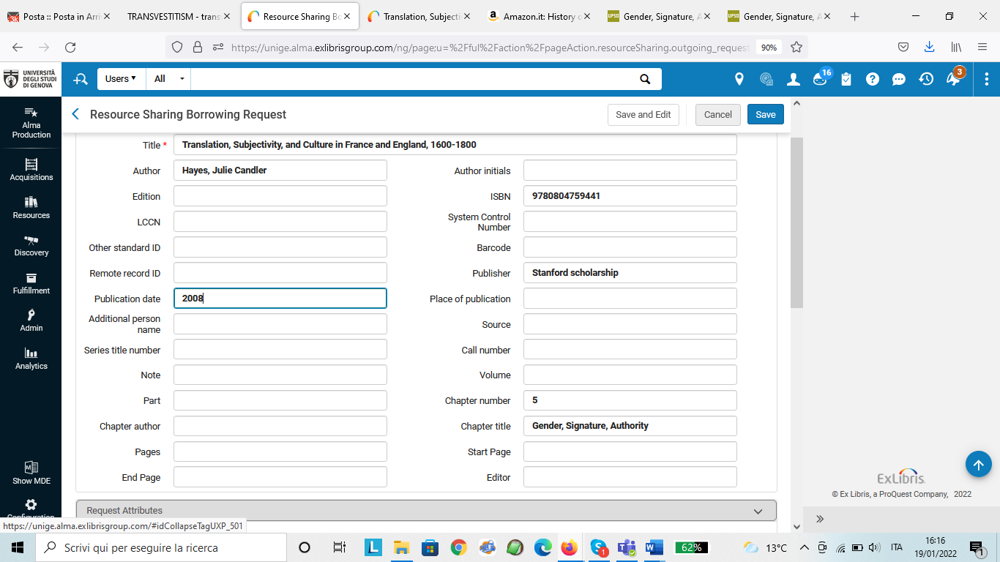 Posta :: Posta in Arri
TRANSVESTITISM - trans
Resource Sharing Bo
Translation, Subjecti
Amazon.it: History o
Gender, Signature, A
Gender, Signature, A
https://unige.alma.exlibrisgroup.com/ng/page;u=%2Fful%2Faction%2FpageAction.resourceSharing.outgoing_request
90%
UNIVERSITÀ
DEGLI STUDI
DI GENOVA
Users
All
16
3
Alma
Production
Acquisitions
Resources
Discovery
Fulfillment
Admin
Analytics
Show MDE
Configuration
Resource Sharing Borrowing Request
Save and Edit
Cancel
Save
Title * Translation, Subjectivity, and Culture in France and England, 1600-1800
Author Hayes, Julie Candler
Author initials
Edition
ISBN 9780804759441
LCCN
System Control
Number
Other standard ID
Barcode
Remote record ID
Publisher Stanford scholarship
Publication date 2008
Place of publication
Additional person
name
Source
Series title number
Call number
Note
Volume
Part
Chapter number 5
Chapter author
Chapter title Gender, Signature, Authority
Pages
Start Page
End Page
Editor
Request Attributes
ExLibris
© Ex Libris, a ProQuest Company, 2022
https://unige.alma.exlibrisgroup.com/#idCollapseTagUXP_501
Scrivi qui per eseguire la ricerca
L
1
62%
13°C
ITA
16:16
19/01/2022
1